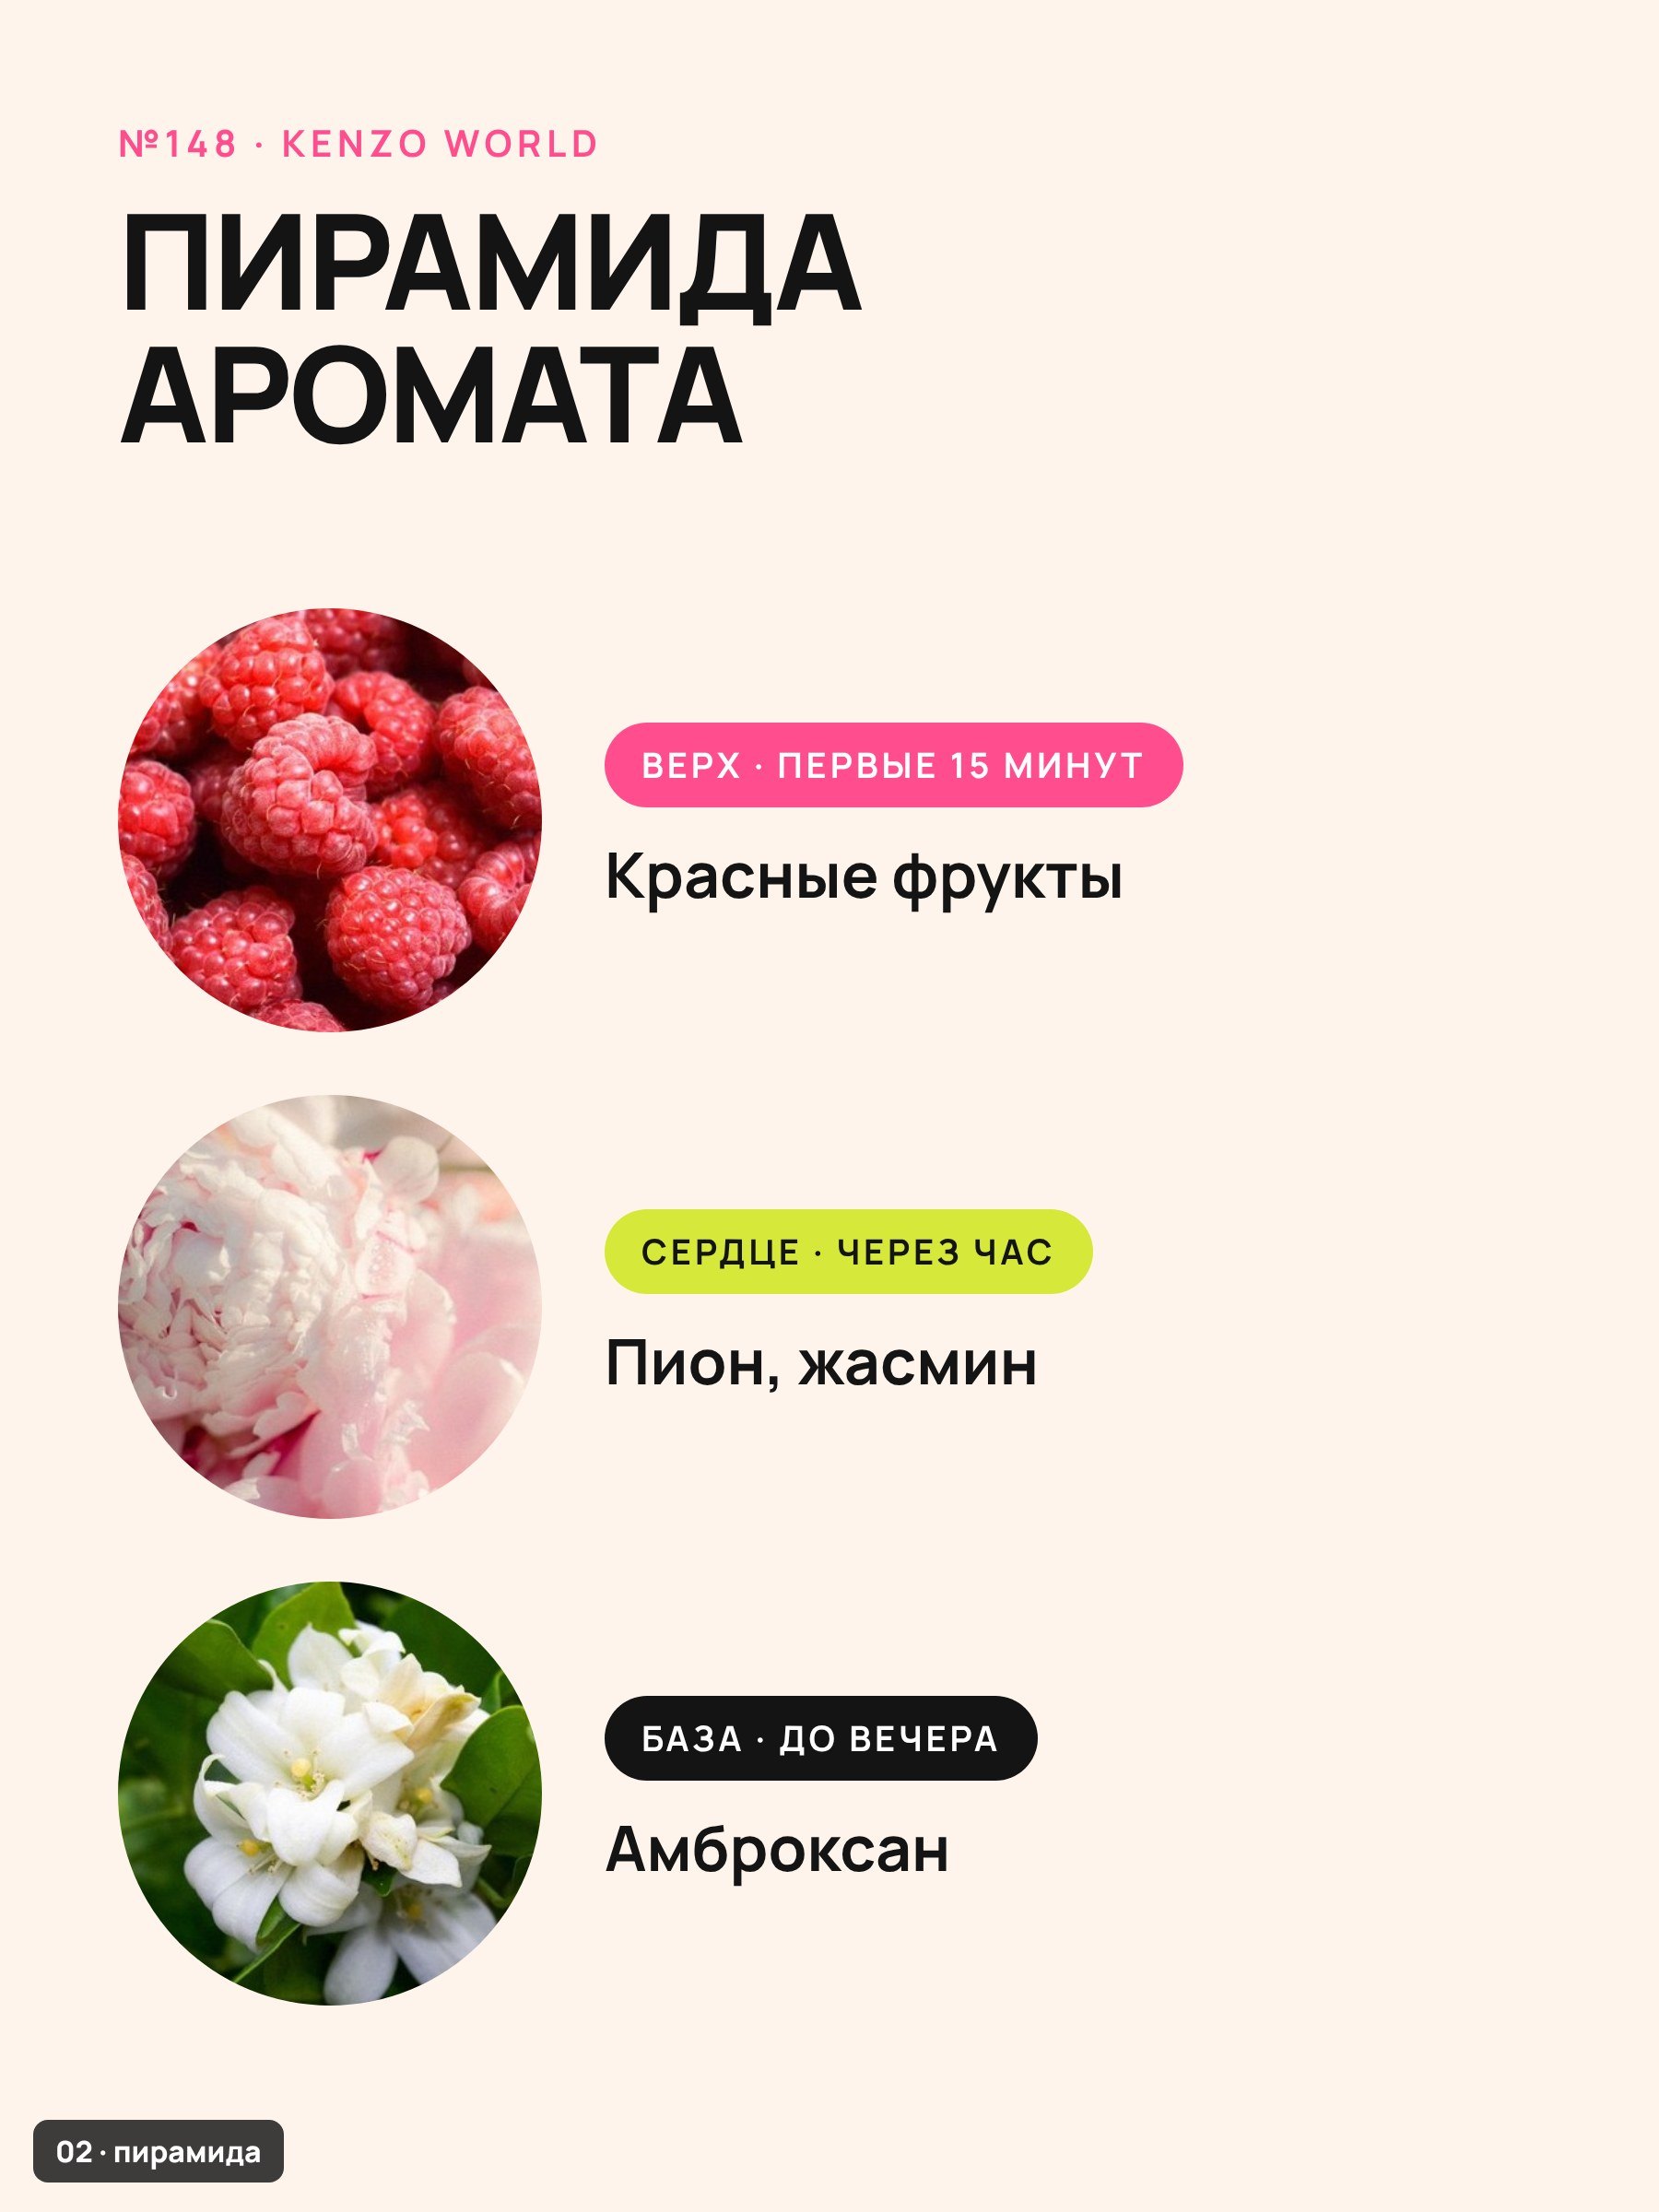 №148 · KENZO WORLD
ПИРАМИДА
АРОМАТА
ВЕРХ · ПЕРВЫЕ 15 МИНУТ
Красные фрукты
СЕРДЦЕ · ЧЕРЕЗ ЧАС
Пион, жасмин
БАЗА · ДО ВЕЧЕРА
Амброксан
02 · пирамида